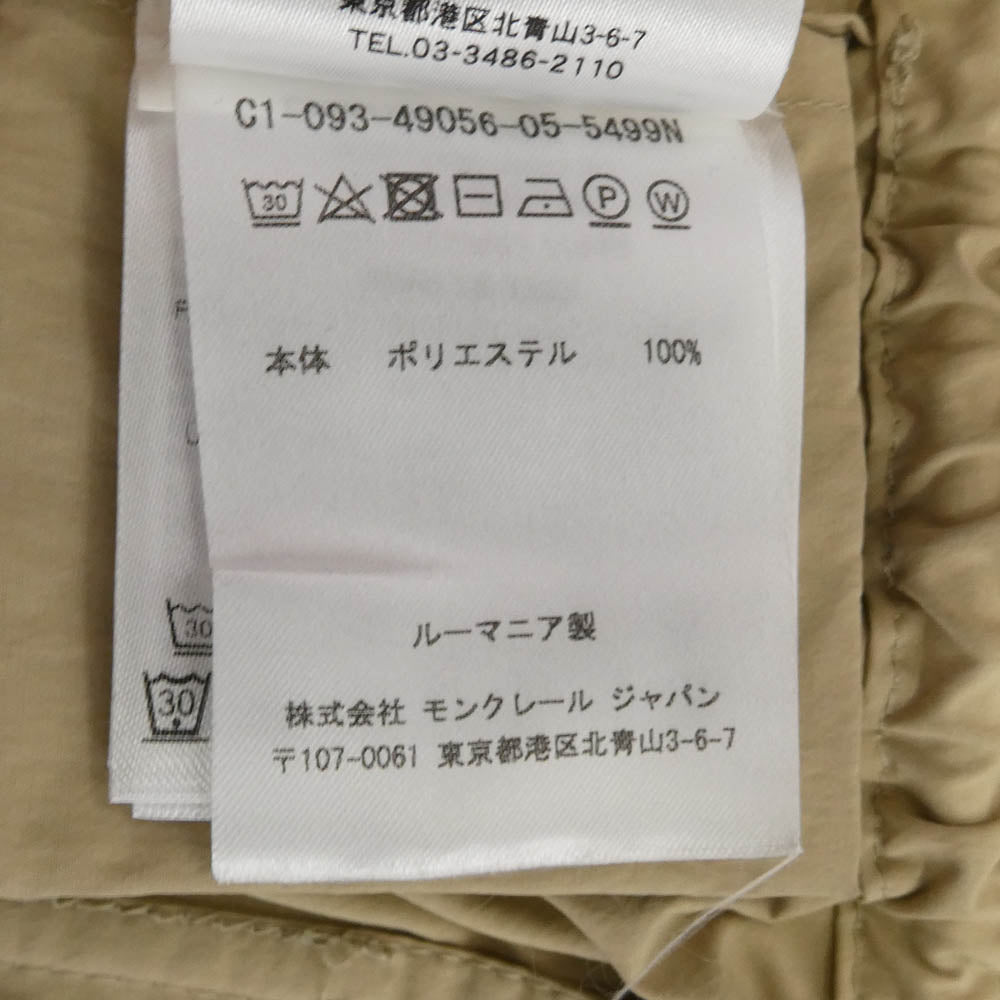 東京都港区北青山3-6-7
TEL.03-3486-2110
C1-093-49056-05-5499N
30 P W
本体 ポリエステル 100%
ルーマニア製
株式会社 モンクレール ジャパン
〒107-0061 東京都港区北青山3-6-7
30
30